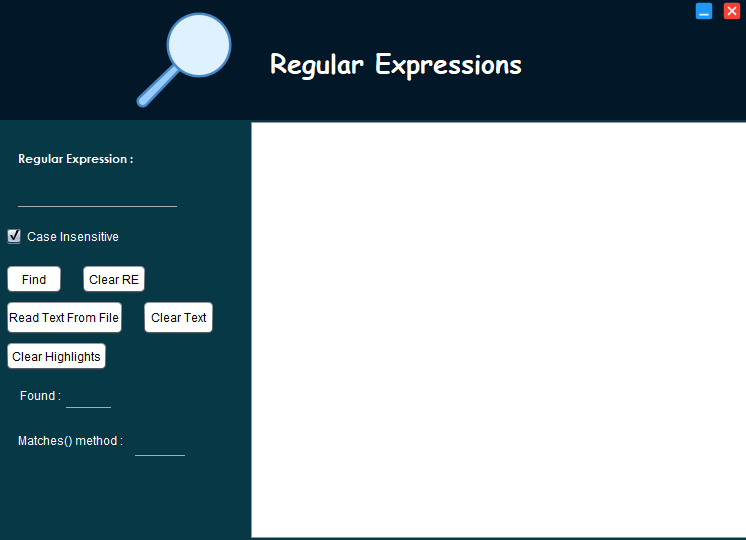 Regular Expressions
Regular Expression :
Case Insensitive
Find
Clear RE
Read Text From File
Clear Text
Clear Highlights
Found :
Matches() method :